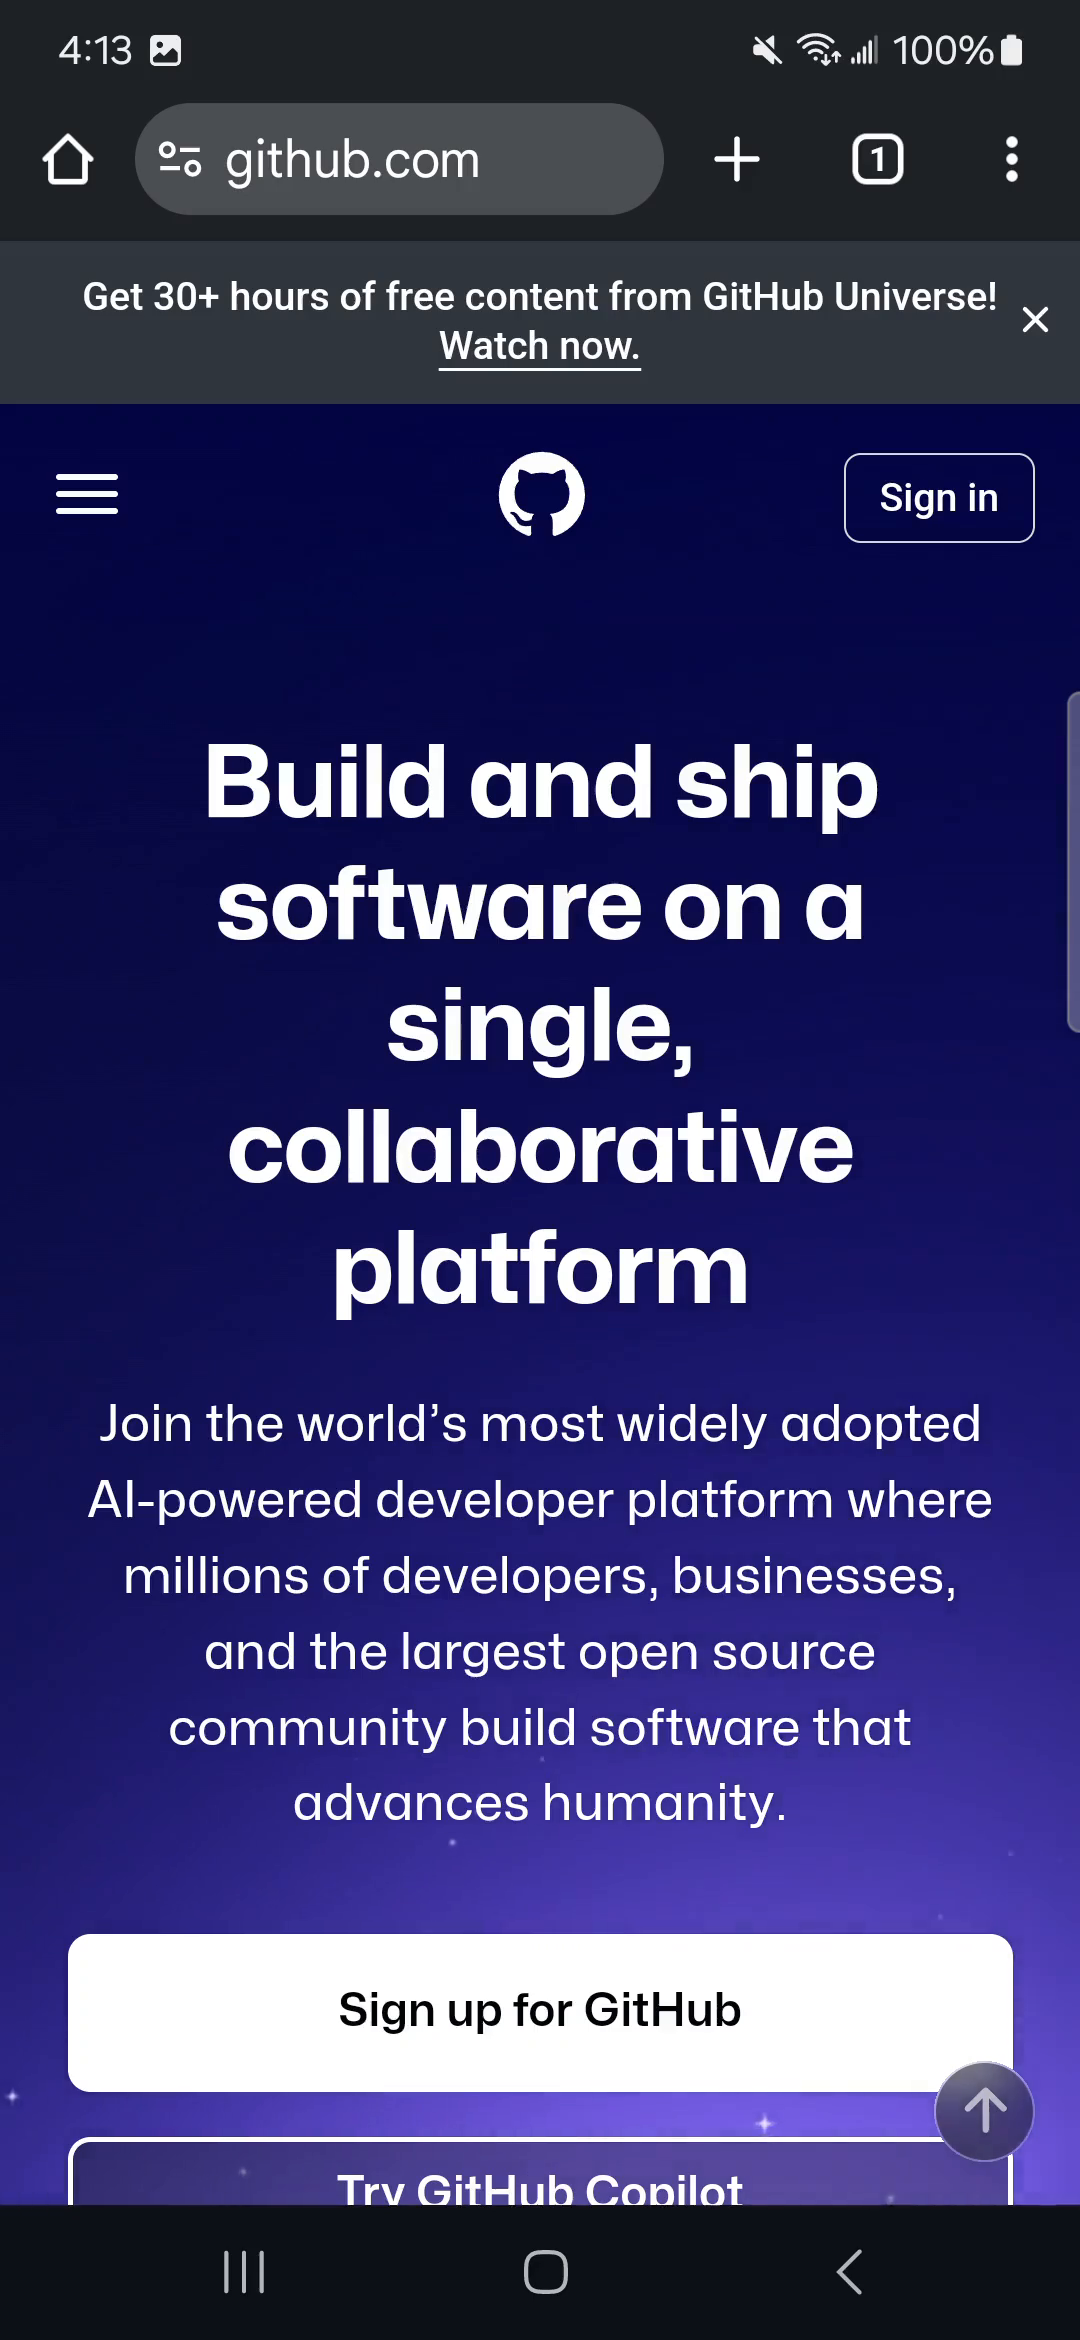 4:13
100%
github.com
1
Get 30+ hours of free content from GitHub Universe!
Watch now.
Sign in
Build and ship
software on a
single,
collaborative
platform
Join the world’s most widely adopted
AI-powered developer platform where
millions of developers, businesses,
and the largest open source
community build software that
advances humanity.
Sign up for GitHub
Try GitHub Copilot